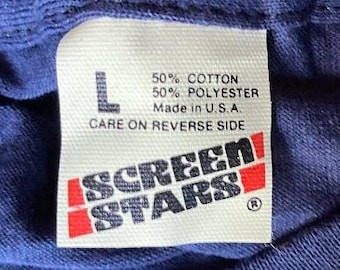 L
50% COTTON
50% POLYESTER
Made in U.S.A.
CARE ON REVERSE SIDE
SCREEN
STARS
®